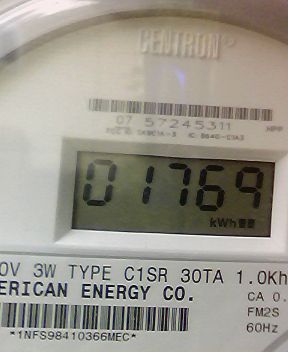 CENTRON®
07 57245311
HPP
01769
kWh
0V 3W TYPE C1SR 30TA 1.0Kh
ERICAN ENERGY CO.
CA 0.
FM2S
60Hz
*1NFS98410366MEC*